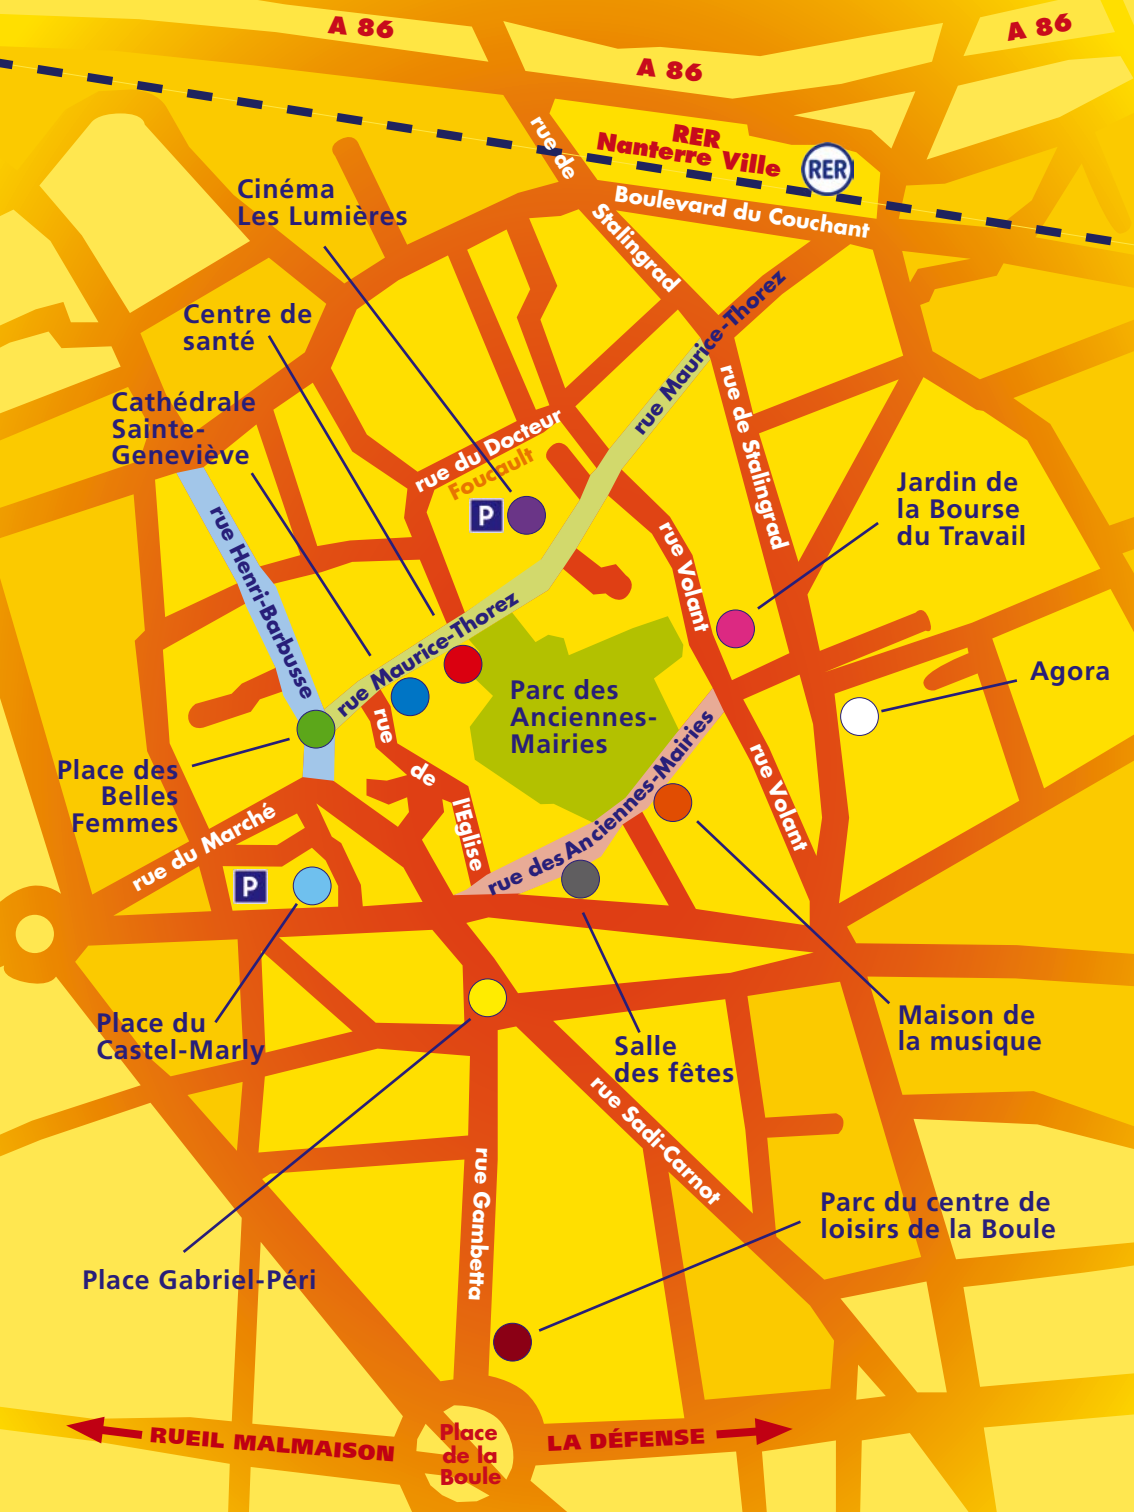 A 86
A 86
A 86
RER
Nanterre Ville
RER
rue de
Stalingrad
Boulevard du Couchant
Cinéma
Les Lumières
Centre de
santé
Cathédrale
Sainte-
Geneviève
rue Maurice-Thorez
rue de Stalingrad
rue du Docteur
Foucault
P
Jardin de
la Bourse
du Travail
rue Henri-Barbusse
rue Volant
rue Maurice-Thorez
Agora
Parc des
Anciennes-
Mairies
rue
de
l'Eglise
Place des
Belles
Femmes
rue du Marché
rue des Anciennes-Mairies
rue Volant
P
Place du
Castel-Marly
Salle
des fêtes
Maison de
la musique
rue Sadi-Carnot
rue Gambetta
Parc du centre de
loisirs de la Boule
Place Gabriel-Péri
RUEIL MALMAISON
Place
de la
Boule
LA DÉFENSE